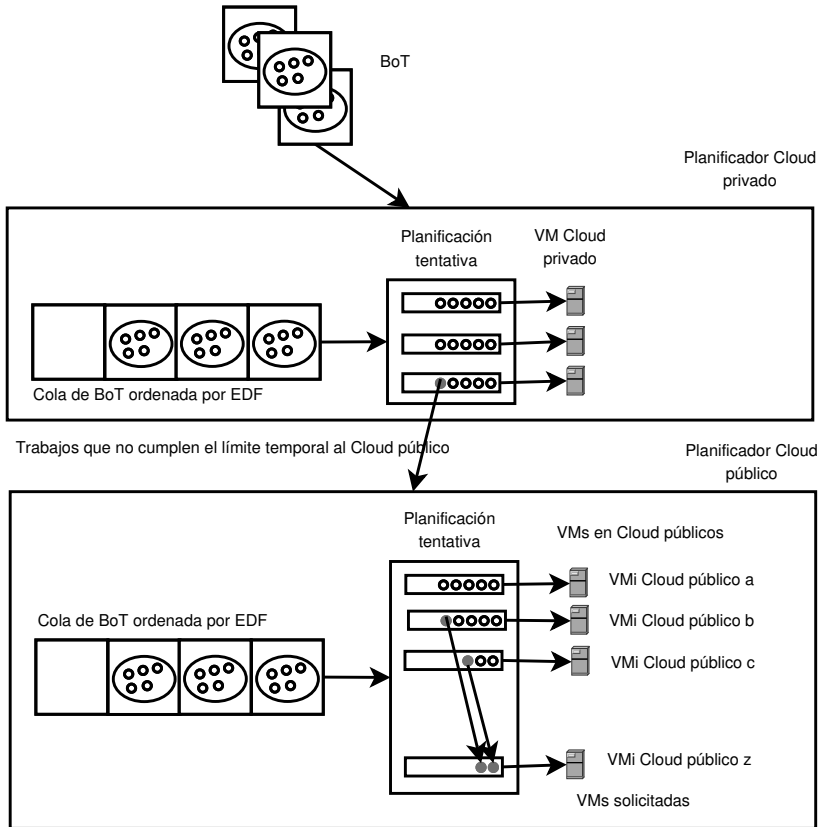 BoT
Planificador Cloud
privado
Planificación
tentativa
VM Cloud
privado
Cola de BoT ordenada por EDF
Trabajos que no cumplen el límite temporal al Cloud público
Planificador Cloud
público
Planificación
tentativa
VMs en Cloud públicos
VMi Cloud público a
Cola de BoT ordenada por EDF
VMi Cloud público b
VMi Cloud público c
VMi Cloud público z
VMs solicitadas